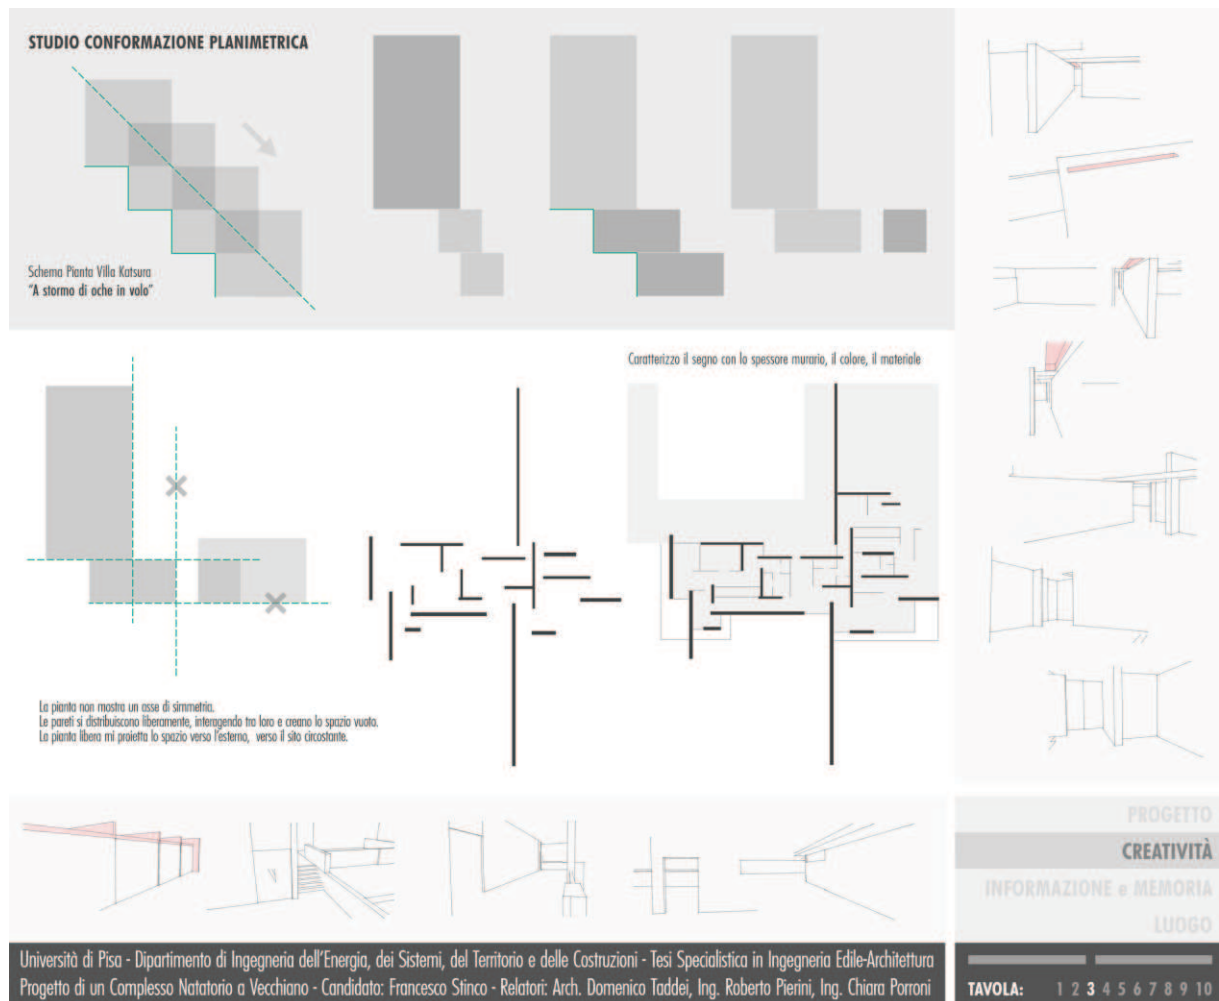 STUDIO CONFORMAZIONE PLANIMETRICA
Schema Pianta Villa Katsura
"A stormo di oche in volo"
Caratterizzo il segno con lo spessore murario, il colore, il materiale
La pianta non mostra un asse di simmetria.
Le pareti si distribuiscono liberamente, interagendo tra loro e creano lo spazio vuoto.
La pianta libera mi proietta lo spazio verso l'esterno, verso il sito circostante.
PROGETTO
CREATIVITÀ
INFORMAZIONE e MEMORIA
LUOGO
Università di Pisa - Dipartimento di Ingegneria dell'Energia, dei Sistemi, del Territorio e delle Costruzioni - Tesi Specialistica in Ingegneria Edile-Architettura
Progetto di un Complesso Natatorio a Vecchiano - Candidato: Francesco Stinco - Relatori: Arch. Domenico Taddei, Ing. Roberto Pierini, Ing. Chiara Porroni
TAVOLA: 1 2 3 4 5 6 7 8 9 10